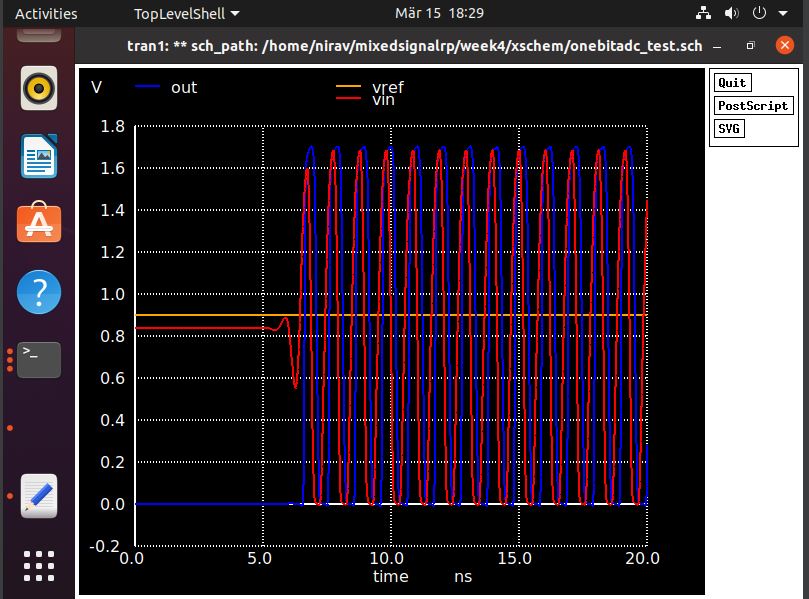 Activities TopLevelShell Mär 15 18:29
tran1: ** sch_path: /home/nirav/mixedsignalrp/week4/xschem/onebitadc_test.sch
Quit
PostScript
SVG
V out vref
vin
1.8
1.6
1.4
1.2
1.0
0.8
0.6
0.4
0.2
0.0
-0.2
0.0 5.0 10.0 15.0 20.0
time ns